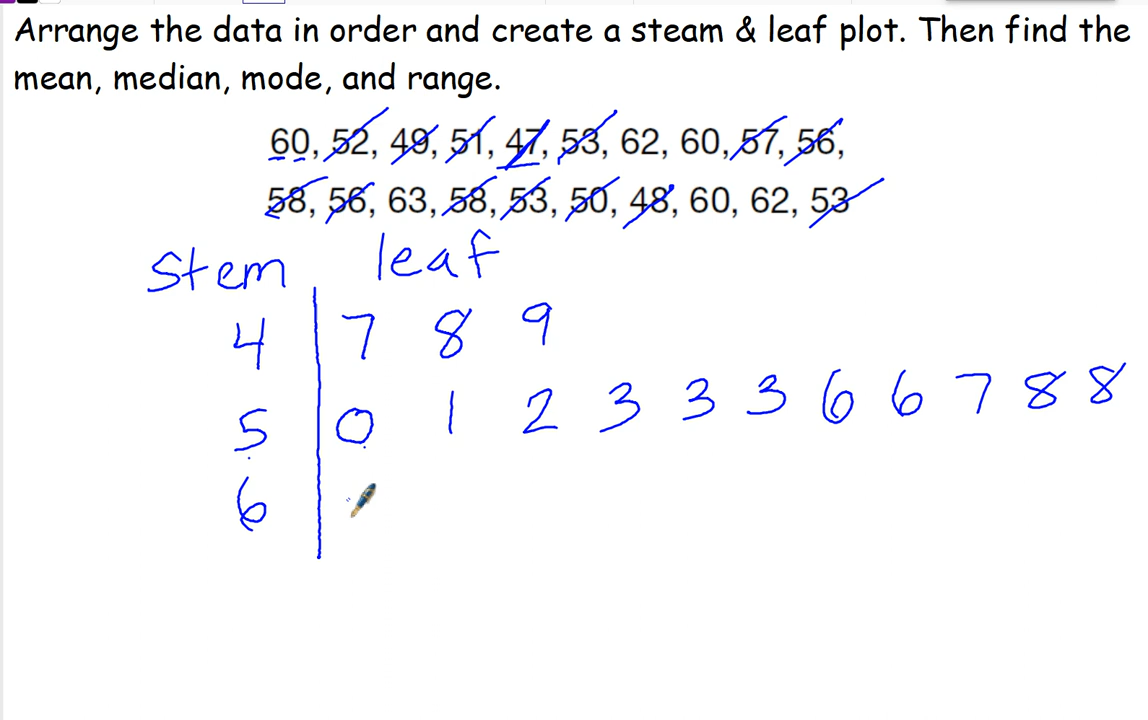 Arrange the data in order and create a steam & leaf plot. Then find the
mean, median, mode, and range.
60, 52, 49, 51, 47, 53, 62, 60, 57, 56,
58, 56, 63, 58, 53, 50, 48, 60, 62, 53
stem leaf
4 7 8 9
5 0 1 2 3 3 3 6 6 7 8 8
6